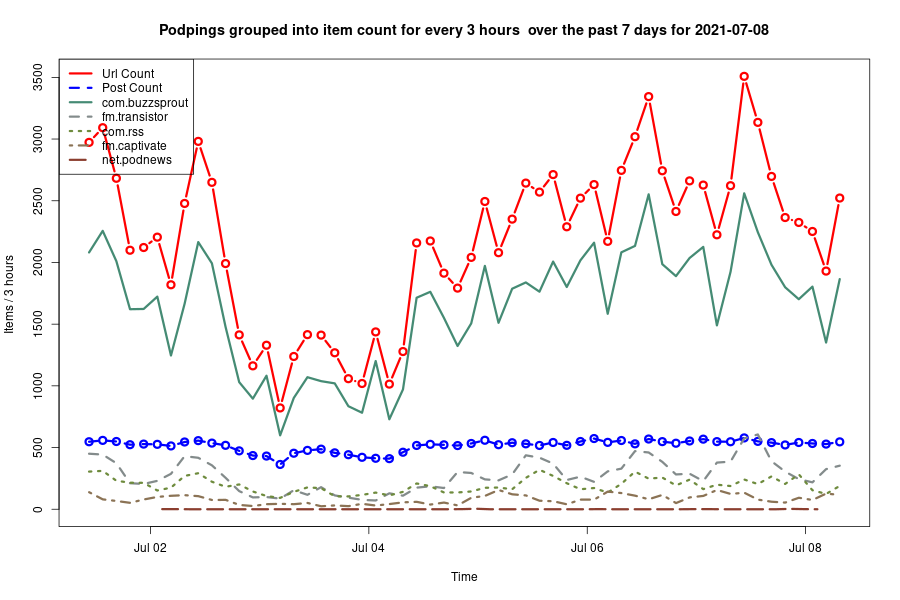 Podpings grouped into item count for every 3 hours  over the past 7 days for 2021-07-08
Url Count
Post Count
com.buzzsprout
fm.transistor
com.rss
fm.captivate
net.podnews
3500
3000
2500
2000
1500
1000
500
0
Items / 3 hours
Jul 02
Jul 04
Jul 06
Jul 08
Time